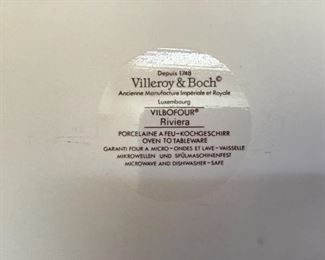 Depuis 1748
Villeroy & Boch©
Ancienne Manufacture Impériale et Royale
Luxembourg
VILBOFOUR®
Riviera
PORCELAINE A FEU-KOCHGESCHIRR
OVEN TO TABLEWARE
GARANTI FOUR A MICRO-ONDES ET LAVE-VAISSELLE
MIKROWELLEN UND SPÜLMASCHINENFEST
MICROWAVE AND DISHWASHER-SAFE